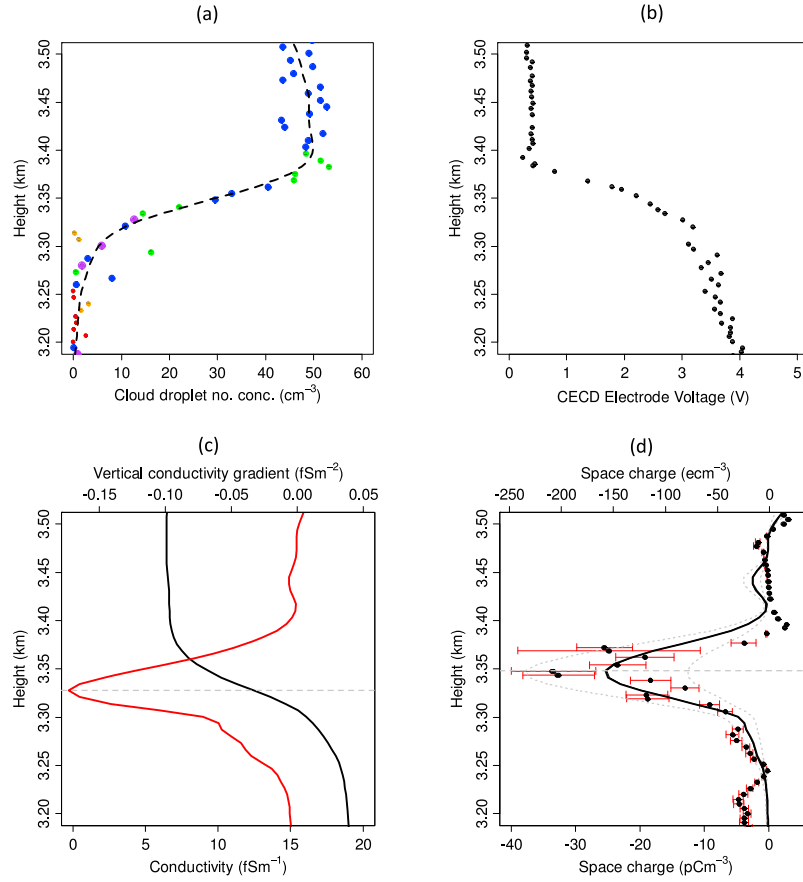 (a)
(b)
3.50
3.45
3.40
3.35
3.30
3.25
3.20
Height (km)
0 10 20 30 40 50 60
Cloud droplet no. conc. (cm⁻³)
3.50
3.45
3.40
3.35
3.30
3.25
3.20
Height (km)
0 1 2 3 4 5
CECD Electrode Voltage (V)
(c)
Vertical conductivity gradient (fSm⁻²)
-0.15 -0.10 -0.05 0.00 0.05
3.50
3.45
3.40
3.35
3.30
3.25
3.20
Height (km)
0 5 10 15 20
Conductivity (fSm⁻¹)
(d)
Space charge (ecm⁻³)
-250 -200 -150 -100 -50 0
3.50
3.45
3.40
3.35
3.30
3.25
3.20
Height (km)
-40 -30 -20 -10 0
Space charge (pCm⁻³)